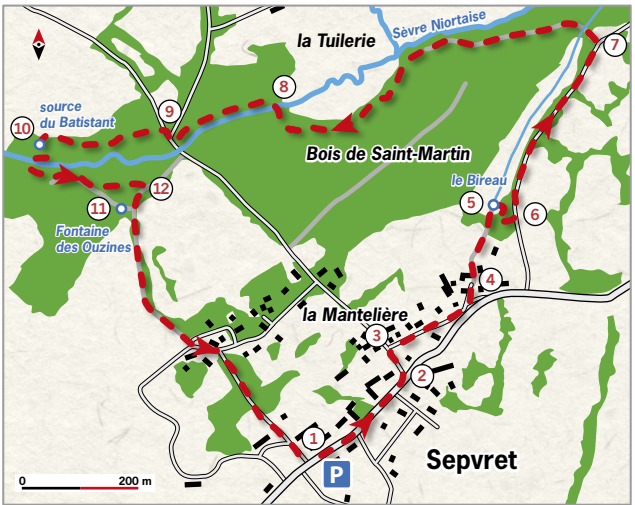 Sèvre Niortaise
la Tuilerie
7
8
source
du Batistant
9
10
Bois de Saint-Martin
le Bireau
12
5
11
6
Fontaine
des Ouzines
4
la Mantelière
3
2
1
Sepvret
P
0 200 m